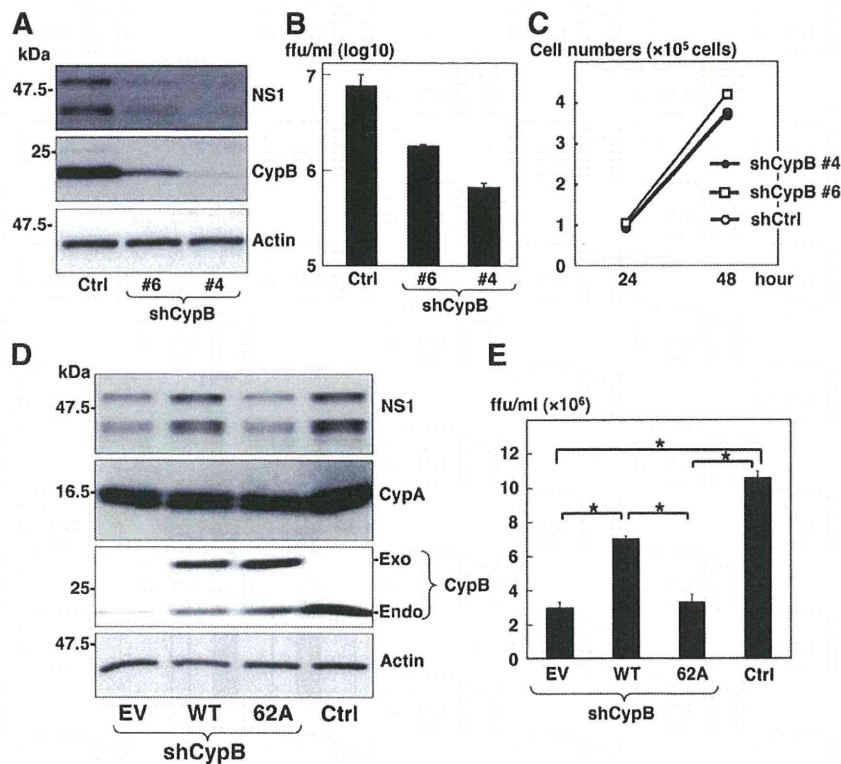 A
kDa
47.5-
NS1
25-
CypB
47.5-
Actin
Ctrl #6 #4
shCypB
B
ffu/ml (log10)
7
6
5
Ctrl #6 #4
shCypB
C
Cell numbers (×10⁵ cells)
4
3
2
1
0
24 48 hour
shCypB #4
shCypB #6
shCtrl
D
kDa
47.5-
NS1
16.5-
CypA
-Exo
25-
CypB
-Endo
47.5-
Actin
EV WT 62A Ctrl
shCypB
E
ffu/ml (×10⁶)
12
10
8
6
4
2
0
* * * *
EV WT 62A Ctrl
shCypB